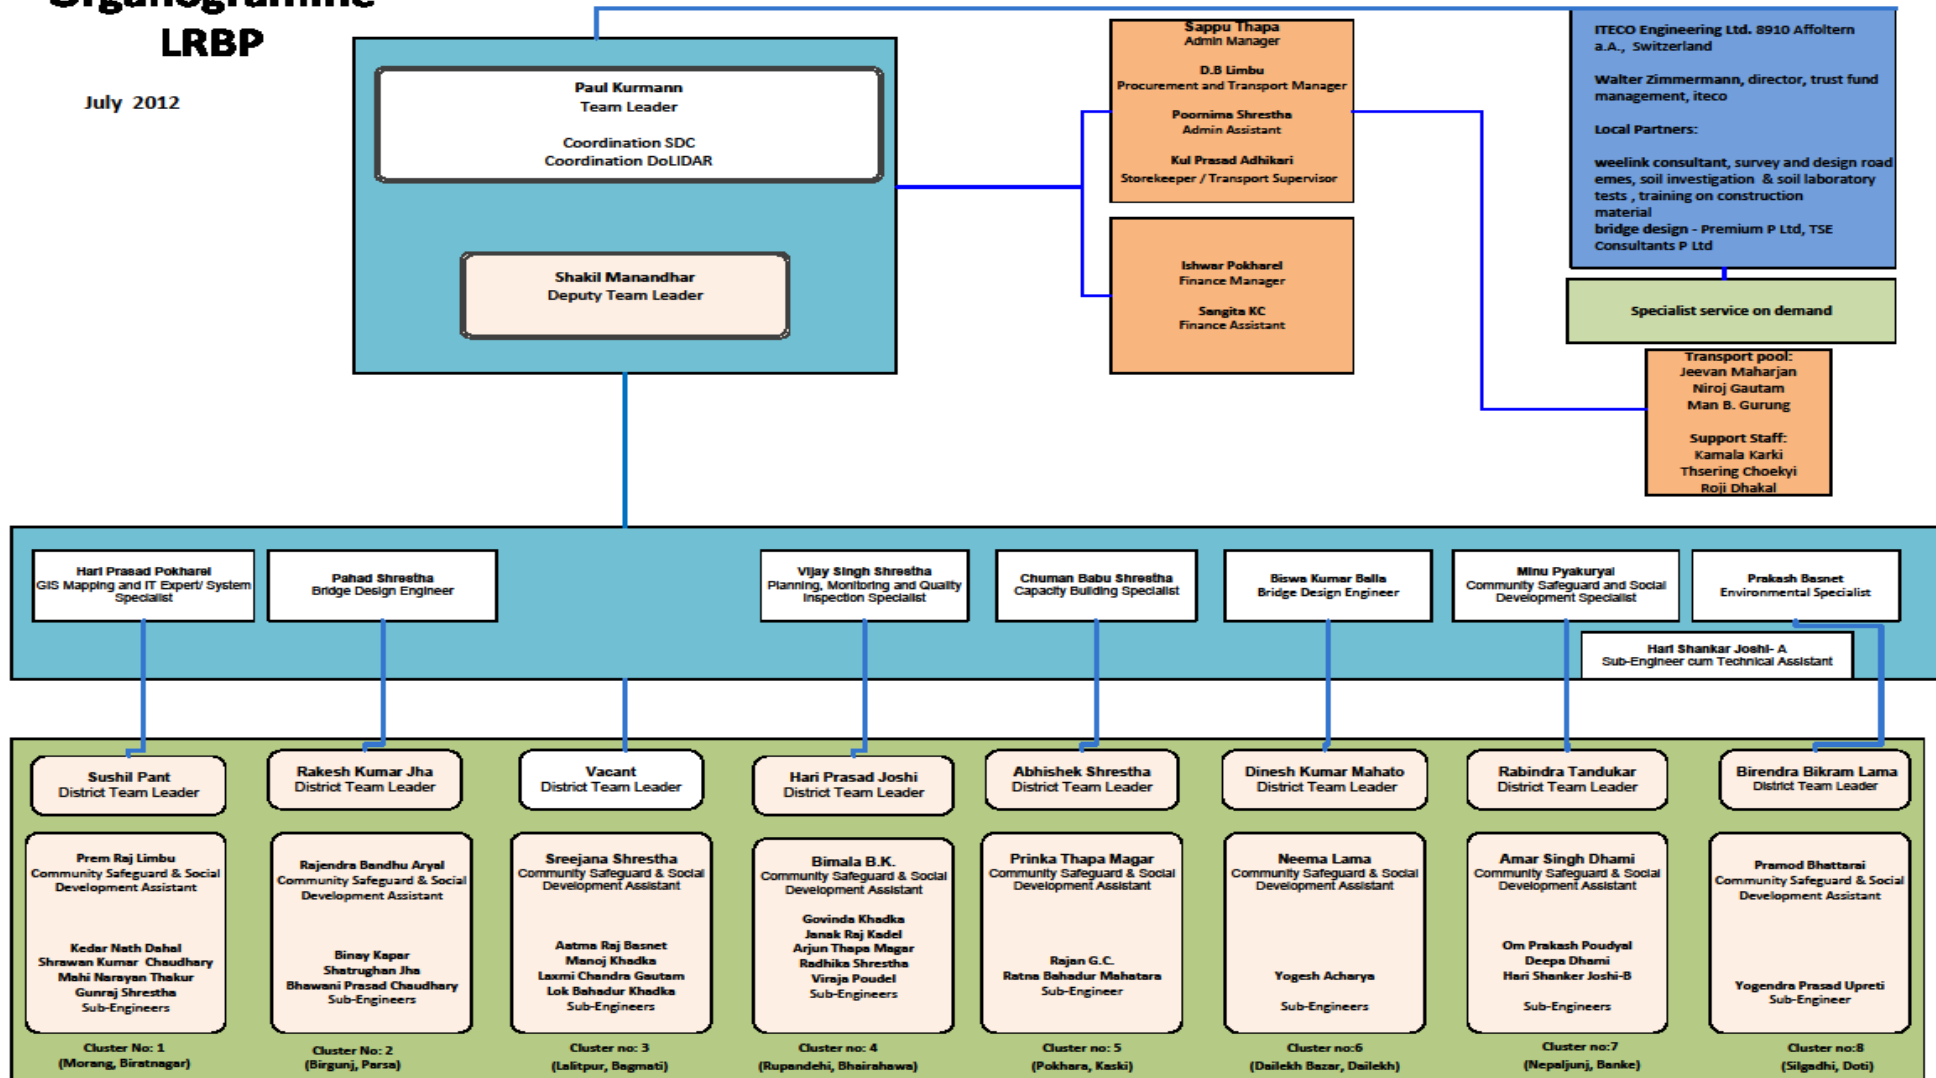 Organogramme
LRBP
July 2012
Paul Kurmann
Team Leader
Coordination SDC
Coordination DoLIDAR
Shakil Manandhar
Deputy Team Leader
Sappu Thapa
Admin Manager
D.B Limbu
Procurement and Transport Manager
Poornima Shrestha
Admin Assistant
Kul Prasad Adhikari
Storekeeper / Transport Supervisor
Ishwar Pokharel
Finance Manager
Sangita KC
Finance Assistant
ITECO Engineering Ltd. 8910 Affoltern
a.A., Switzerland
Walter Zimmermann, director, trust fund
management, iteco
Local Partners:
weelink consultant, survey and design road
emes, soil investigation & soil laboratory
tests , training on construction
material
bridge design - Premium P Ltd, TSE
Consultants P Ltd
Specialist service on demand
Transport pool:
Jeevan Maharjan
Niroj Gautam
Man B. Gurung
Support Staff:
Kamala Karki
Thsering Choekyi
Roji Dhakal
Hari Prasad Pokharel
GIS Mapping and IT Expert/ System
Specialist
Pahad Shrestha
Bridge Design Engineer
Vijay Singh Shrestha
Planning, Monitoring and Quality
Inspection Specialist
Chuman Babu Shrestha
Capacity Building Specialist
Biswa Kumar Balla
Bridge Design Engineer
Minu Pyakuryal
Community Safeguard and Social
Development Specialist
Prakash Basnet
Environmental Specialist
Hari Shankar Joshi- A
Sub-Engineer cum Technical Assistant
Sushil Pant
District Team Leader
Rakesh Kumar Jha
District Team Leader
Vacant
District Team Leader
Hari Prasad Joshi
District Team Leader
Abhishek Shrestha
District Team Leader
Dinesh Kumar Mahato
District Team Leader
Rabindra Tandukar
District Team Leader
Birendra Bikram Lama
District Team Leader
Prem Raj Limbu
Community Safeguard & Social
Development Assistant
Kedar Nath Dahal
Shrawan Kumar Chaudhary
Mahi Narayan Thakur
Gunraj Shrestha
Sub-Engineers
Rajendra Bandhu Aryal
Community Safeguard & Social
Development Assistant
Binay Kapar
Shatrughan Jha
Bhawani Prasad Chaudhary
Sub-Engineers
Sreejana Shrestha
Community Safeguard & Social
Development Assistant
Aatma Raj Basnet
Manoj Khadka
Laxmi Chandra Gautam
Lok Bahadur Khadka
Sub-Engineers
Bimala B.K.
Community Safeguard & Social
Development Assistant
Govinda Khadka
Janak Raj Kadel
Arjun Thapa Magar
Radhika Shrestha
Viraja Poudel
Sub-Engineers
Prinka Thapa Magar
Community Safeguard & Social
Development Assistant
Rajan G.C.
Ratna Bahadur Mahatara
Sub-Engineer
Neema Lama
Community Safeguard & Social
Development Assistant
Yogesh Acharya
Sub-Engineers
Amar Singh Dhami
Community Safeguard & Social
Development Assistant
Om Prakash Poudyal
Deepa Dhami
Hari Shanker Joshi-B
Sub-Engineers
Pramod Bhattarai
Community Safeguard & Social
Development Assistant
Yogendra Prasad Upreti
Sub-Engineer
Cluster No: 1
(Morang, Biratnagar)
Cluster No: 2
(Birgunj, Parsa)
Cluster no: 3
(Lalitpur, Bagmati)
Cluster no: 4
(Rupandehi, Bhairahawa)
Cluster no: 5
(Pokhara, Kaski)
Cluster no:6
(Dailekh Bazar, Dailekh)
Cluster no:7
(Nepaljunj, Banke)
Cluster no:8
(Silgadhi, Doti)